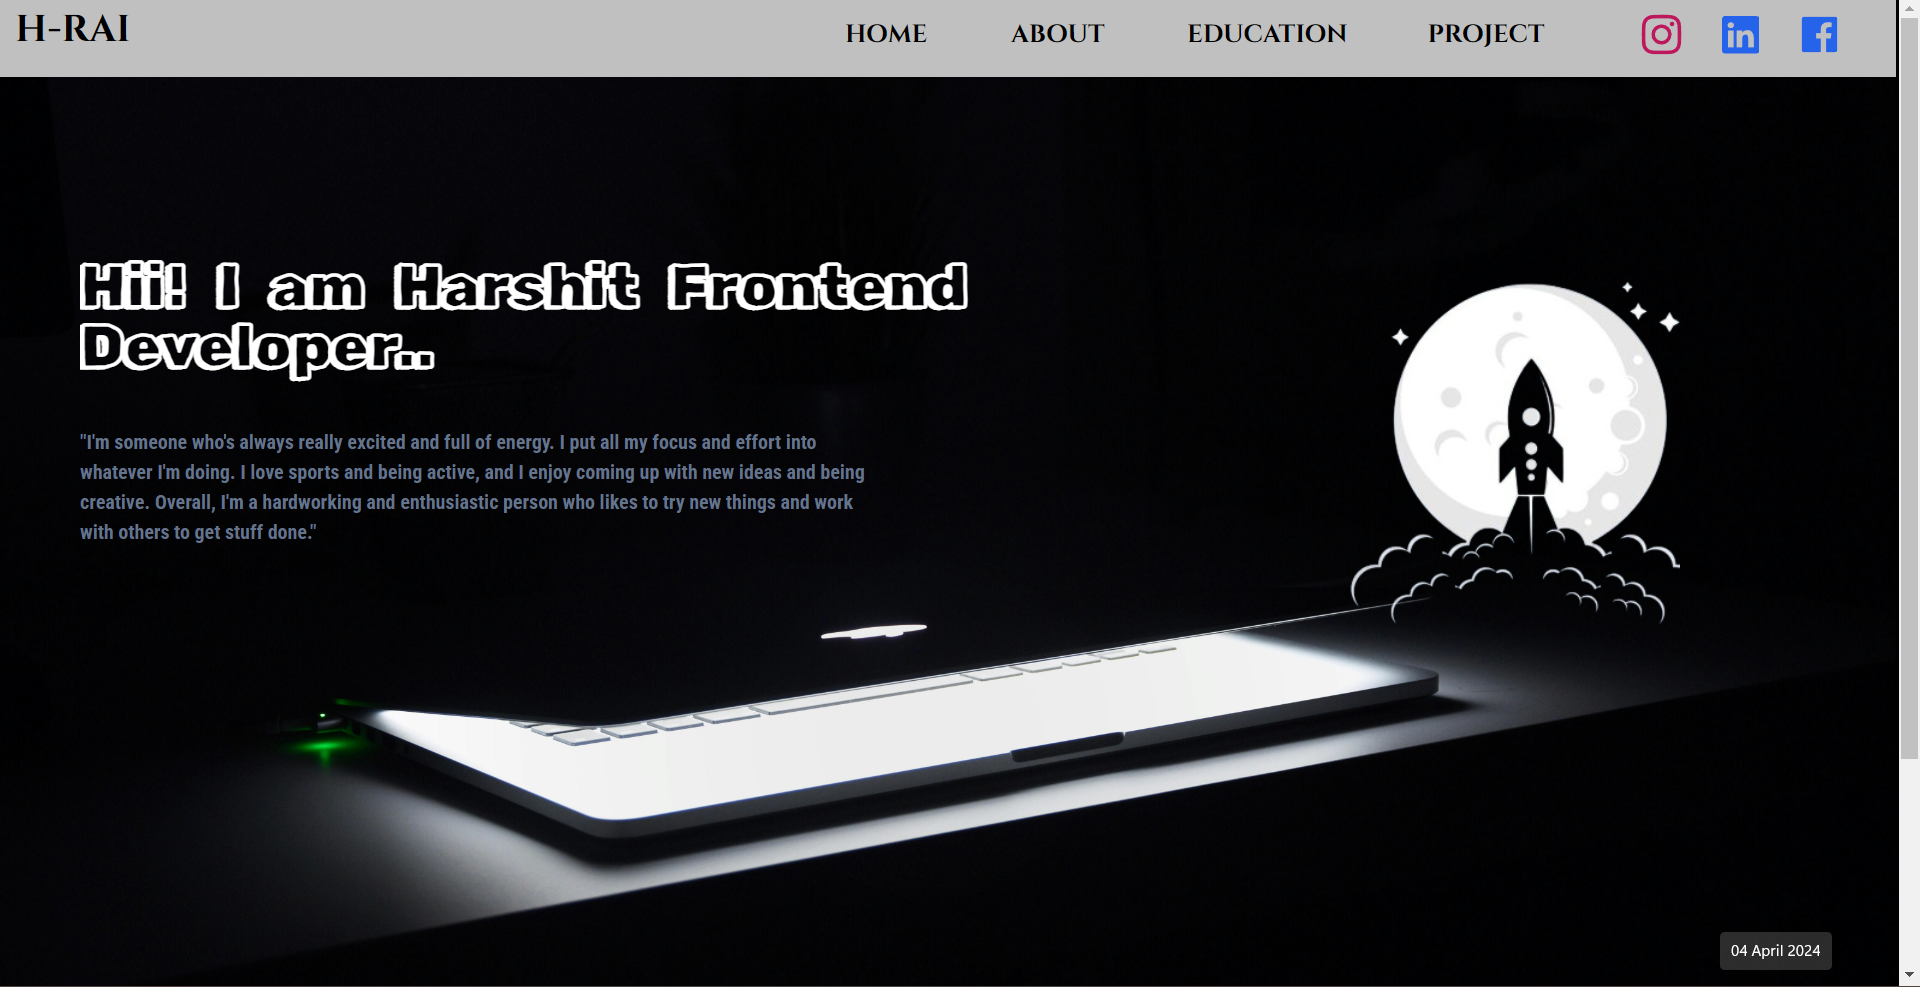 H-RAI
HOME ABOUT EDUCATION PROJECT
Hii! I am Harshit Frontend
Developer..
"I'm someone who's always really excited and full of energy. I put all my focus and effort into
whatever I'm doing. I love sports and being active, and I enjoy coming up with new ideas and being
creative. Overall, I'm a hardworking and enthusiastic person who likes to try new things and work
with others to get stuff done."
04 April 2024